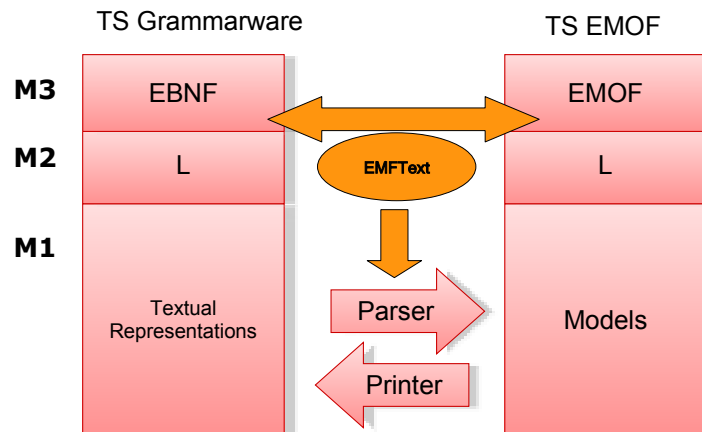 TS Grammarware
TS EMOF
M3
EBNF
EMOF
M2
L
EMFText
L
M1
Textual
Representations
Parser
Models
Printer